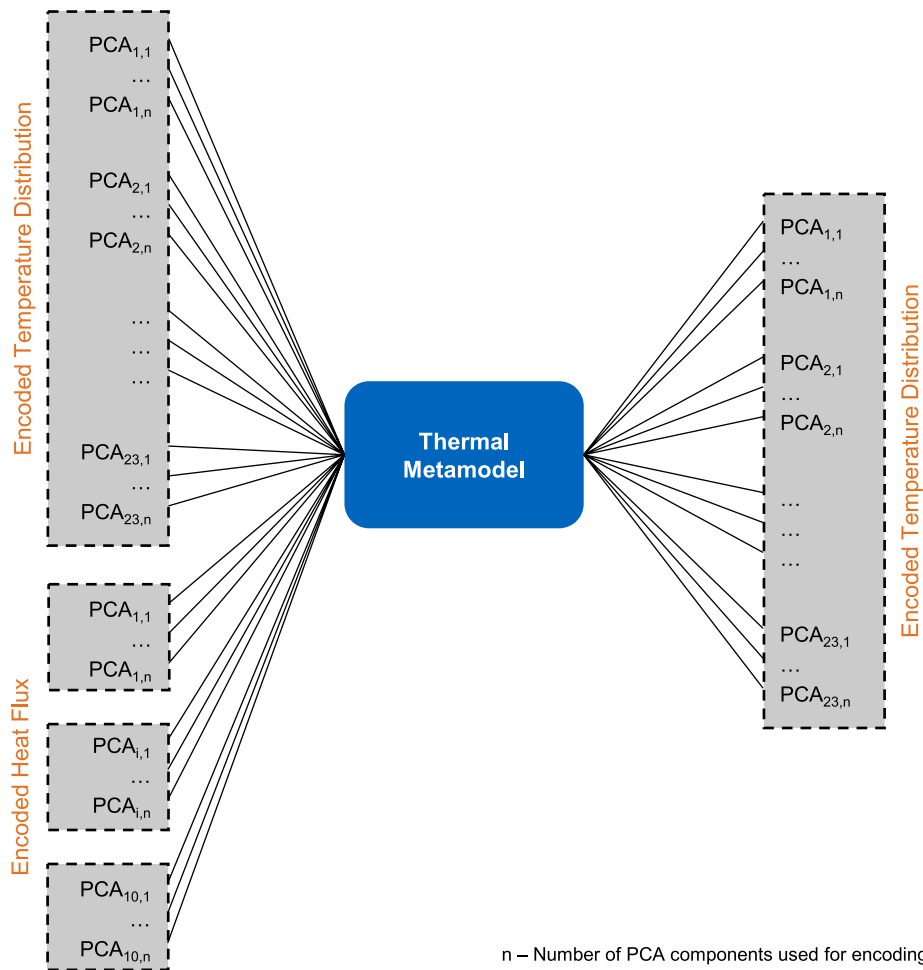 Encoded Temperature Distribution
PCA1,1
...
PCA1,n
PCA2,1
...
PCA2,n
...
...
...
PCA23,1
...
PCA23,n
Encoded Heat Flux
PCA1,1
...
PCA1,n
PCAi,1
...
PCAi,n
PCA10,1
...
PCA10,n
Thermal
Metamodel
PCA1,1
...
PCA1,n
PCA2,1
...
PCA2,n
...
...
...
PCA23,1
...
PCA23,n
Encoded Temperature Distribution
n – Number of PCA components used for encoding